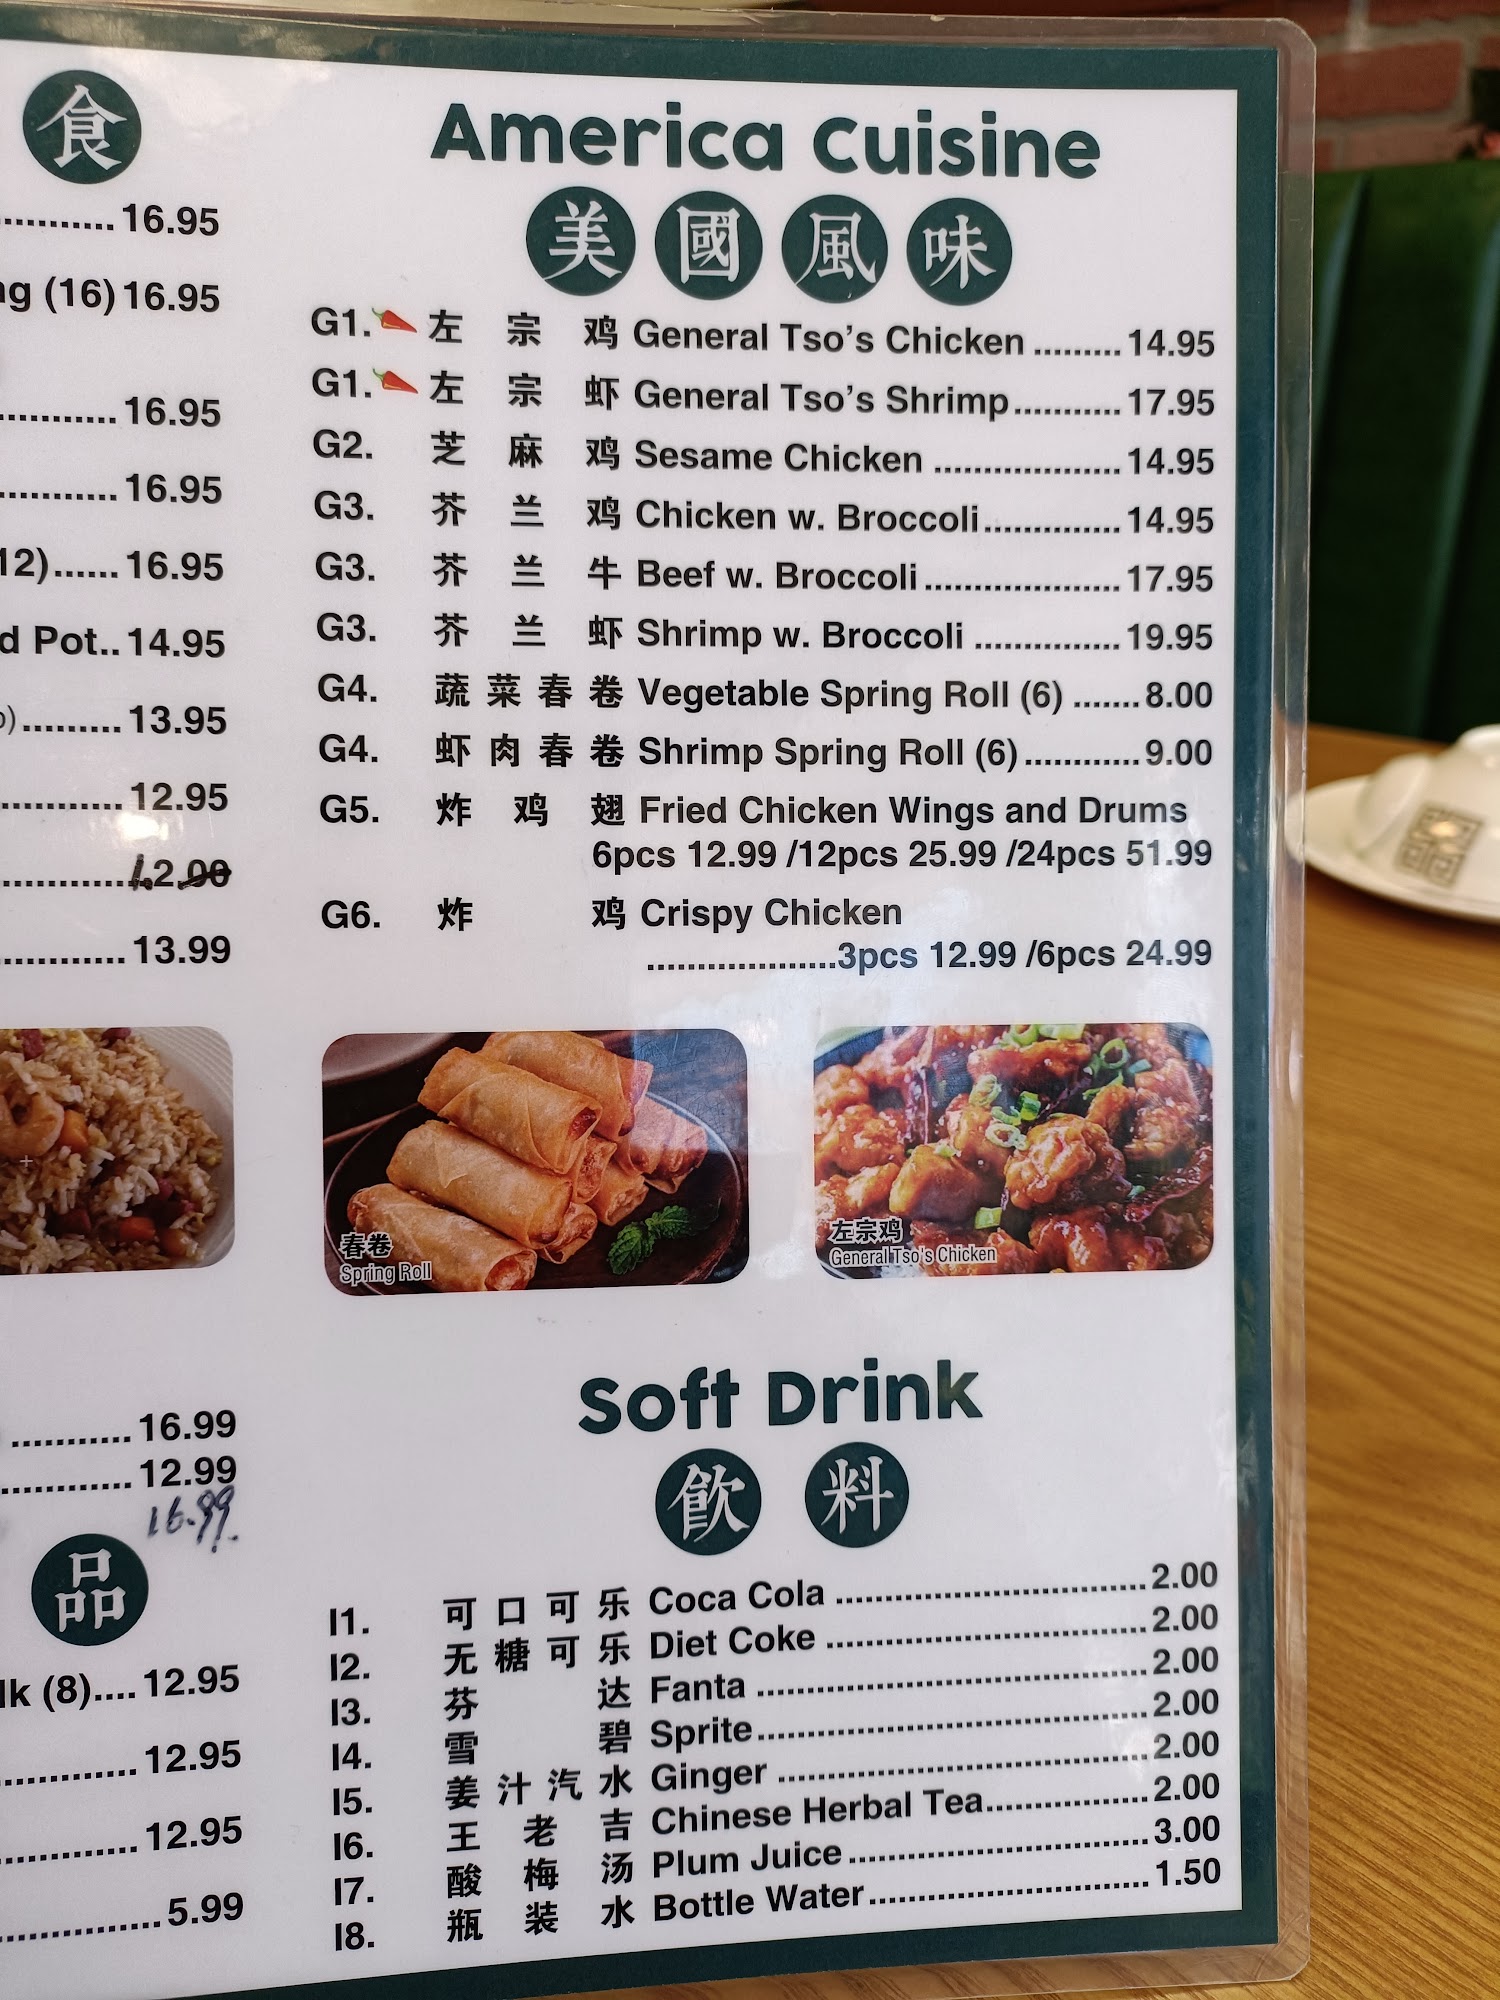 食
16.95
ng (16) 16.95
16.95
16.95
12)......16.95
d Pot..14.95
).........13.95
12.95
13.99
16.99
12.99
16.99.
品
lk (8)....12.95
12.95
12.95
5.99
America Cuisine
美國風味
G1. 左宗鸡 General Tso's Chicken .........14.95
G1. 左宗虾 General Tso's Shrimp...........17.95
G2. 芝麻鸡 Sesame Chicken ...................14.95
G3. 芥兰鸡 Chicken w. Broccoli..............14.95
G3. 芥兰牛 Beef w. Broccoli....................17.95
G3. 芥兰虾 Shrimp w. Broccoli ...............19.95
G4. 蔬菜春卷 Vegetable Spring Roll (6) .......8.00
G4. 虾肉春卷 Shrimp Spring Roll (6)............9.00
G5. 炸鸡翅 Fried Chicken Wings and Drums
6pcs 12.99 /12pcs 25.99 /24pcs 51.99
G6. 炸鸡 Crispy Chicken
...................3pcs 12.99 /6pcs 24.99
春卷
Spring Roll
左宗鸡
General Tso's Chicken
Soft Drink
飲料
I1. 可口可乐 Coca Cola ................................2.00
I2. 无糖可乐 Diet Coke .................................2.00
I3. 芬达 Fanta ........................................2.00
I4. 雪碧 Sprite........................................2.00
I5. 姜汁汽水 Ginger ......................................2.00
I6. 王老吉 Chinese Herbal Tea.................2.00
I7. 酸梅汤 Plum Juice ...............................3.00
I8. 瓶装水 Bottle Water.............................1.50